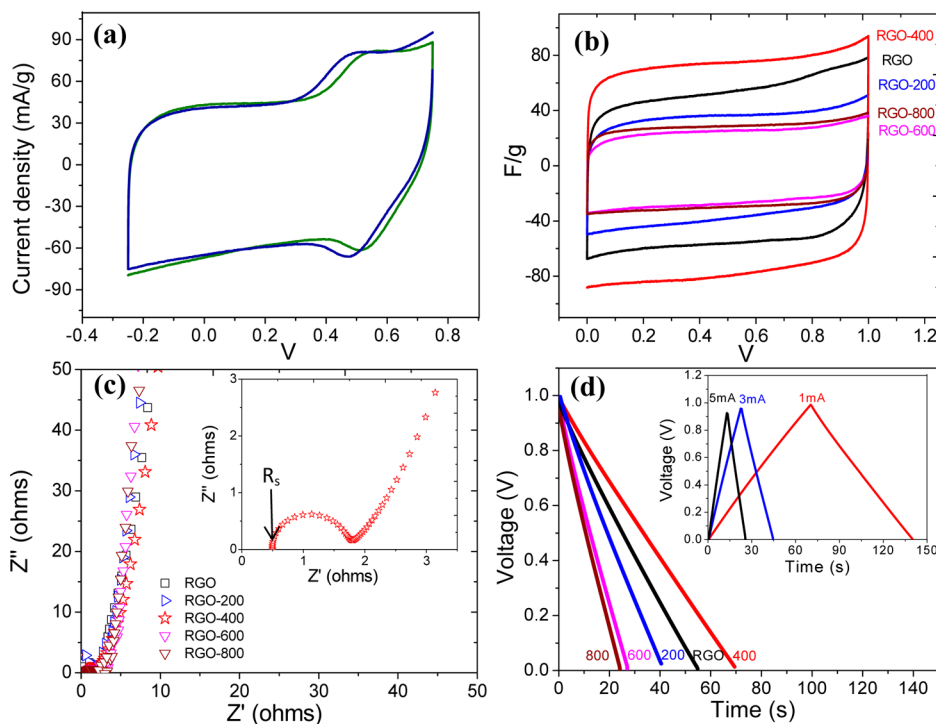 (a)
Current density (mA/g)
90
60
30
0
-30
-60
-90
-0.4 -0.2 0.0 0.2 0.4 0.6 0.8
V
(b)
F/g
80
40
0
-40
-80
0.0 0.2 0.4 0.6 0.8 1.0 1.2
V
RGO-400
RGO
RGO-200
RGO-800
RGO-600
(c)
Z'' (ohms)
50
40
30
20
10
0
0 10 20 30 40 50
Z' (ohms)
RGO
RGO-200
RGO-400
RGO-600
RGO-800
Z'' (ohms)
3
2
1
0
0 1 2 3
Z' (ohms)
Rs
(d)
Voltage (V)
1.0
0.8
0.6
0.4
0.2
0.0
0 20 40 60 80 100 120 140
Time (s)
800 600 200 RGO 400
Voltage (V)
1.2
1.0
0.8
0.6
0.4
0.2
0.0
0 30 60 90 120 150
Time (s)
5mA 3mA 1mA